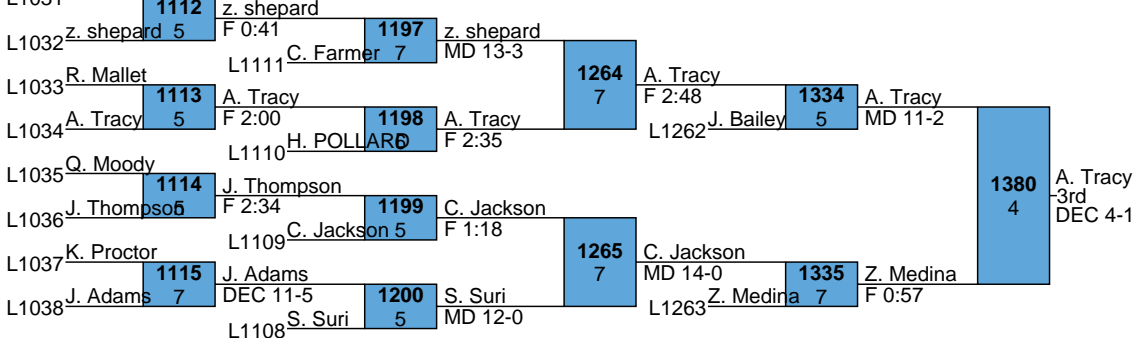 1112
z. shepard
L1032 z. shepard 5
F 0:41
1197
z. shepard
L1111 C. Farmer 7
MD 13-3
L1033 R. Mallet
1264
A. Tracy
1113
A. Tracy
7
F 2:48
1334
A. Tracy
L1034 A. Tracy 5
F 2:00
1198
A. Tracy
L1262 J. Bailey 5
MD 11-2
L1110 H. POLLARD
F 2:35
L1035 Q. Moody
1114
J. Thompson
1380
A. Tracy
L1036 J. Thompson
F 2:34
1199
C. Jackson
4
3rd
L1109 C. Jackson 5
F 1:18
DEC 4-1
L1037 K. Proctor
1265
C. Jackson
1115
J. Adams
7
MD 14-0
1335
Z. Medina
L1038 J. Adams 7
DEC 11-5
1200
S. Suri
L1263 Z. Medina 7
F 0:57
L1108 S. Suri 5
MD 12-0